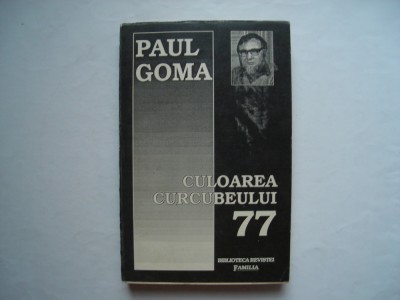 PAUL
GOMA
CULOAREA
CURCUBEULUI
77
BIBLIOTECA REVISTEI
FAMILIA